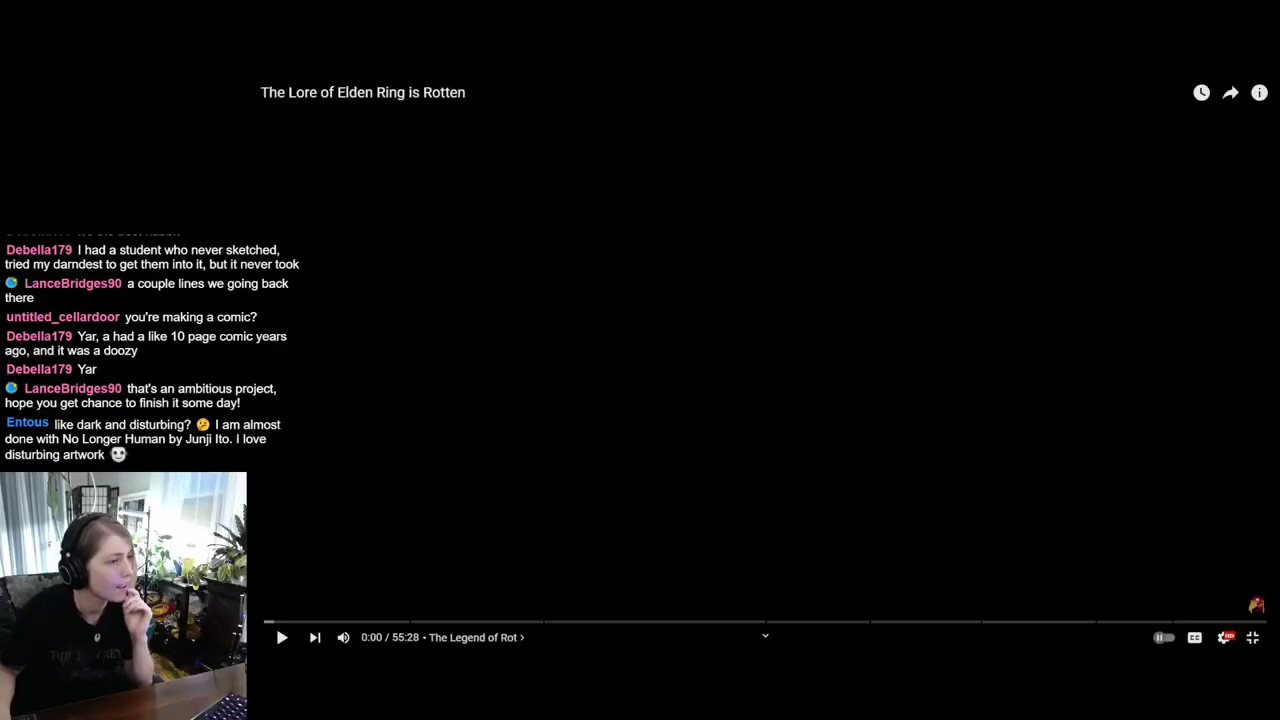 The Lore of Elden Ring is Rotten
Debella179 I had a student who never sketched,
tried my darndest to get them into it, but it never took
LanceBridges90 a couple lines we going back
there
untitled_cellardoor you're making a comic?
Debella179 Yar, a had a like 10 page comic years
ago, and it was a doozy
Debella179 Yar
LanceBridges90 that's an ambitious project,
hope you get chance to finish it some day!
Entous like dark and disturbing? 🤔 I am almost
done with No Longer Human by Junji Ito. I love
disturbing artwork
0:00 / 55:28 • The Legend of Rot ›
CC
HD